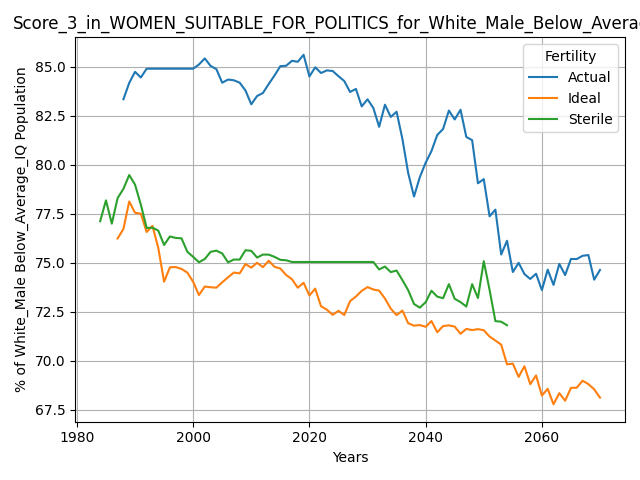 Score_3_in_WOMEN_SUITABLE_FOR_POLITICS_for_White_Male_Below_Avera
Fertility
Actual
Ideal
Sterile
% of White_Male Below_Average_IQ Population
85.0
82.5
80.0
77.5
75.0
72.5
70.0
67.5
1980
2000
2020
2040
2060
Years